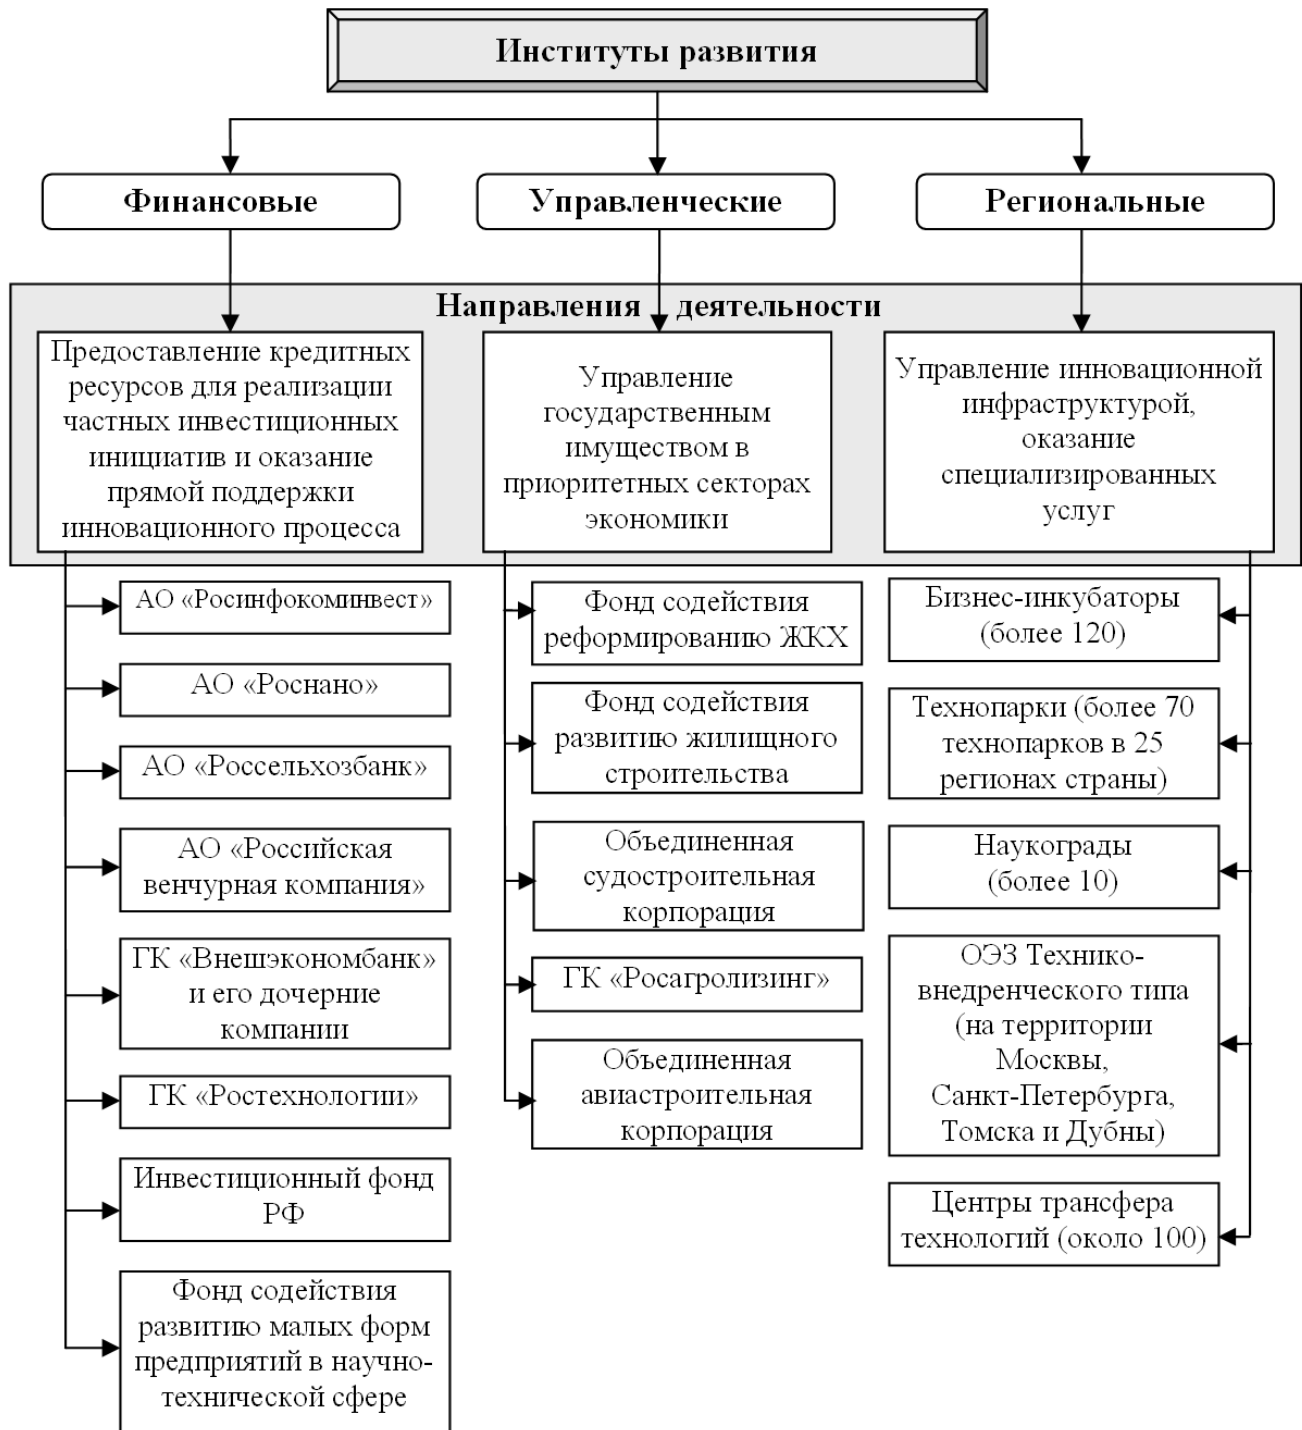 Институты развития
Финансовые
Управленческие
Региональные
Направления деятельности
Предоставление кредитных
ресурсов для реализации
частных инвестиционных
инициатив и оказание
прямой поддержки
инновационного процесса
Управление
государственным
имуществом в
приоритетных секторах
экономики
Управление инновационной
инфраструктурой,
оказание
специализированных
услуг
АО «Росинфокоминвест»
АО «Роснано»
АО «Россельхозбанк»
АО «Российская
венчурная компания»
ГК «Внешэкономбанк»
и его дочерние
компании
ГК «Ростехнологии»
Инвестиционный фонд
РФ
Фонд содействия
развитию малых форм
предприятий в научно-
технической сфере
Фонд содействия
реформированию ЖКХ
Фонд содействия
развитию жилищного
строительства
Объединенная
судостроительная
корпорация
ГК «Росагролизинг»
Объединенная
авиастроительная
корпорация
Бизнес-инкубаторы
(более 120)
Технопарки (более 70
технопарков в 25
регионах страны)
Наукограды
(более 10)
ОЭЗ Технико-
внедренческого типа
(на территории
Москвы,
Санкт-Петербурга,
Томска и Дубны)
Центры трансфера
технологий (около 100)